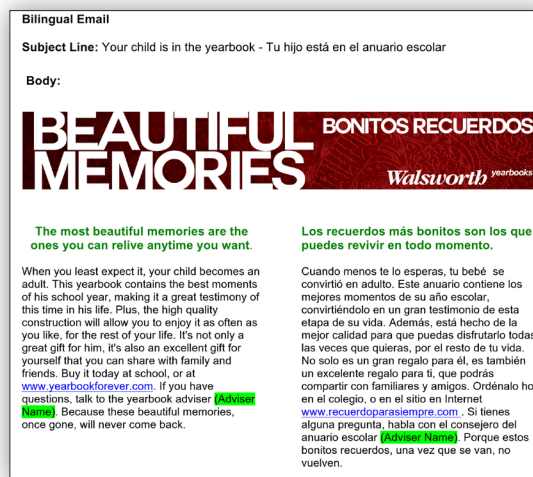 Bilingual Email
Subject Line: Your child is in the yearbook - Tu hijo está en el anuario escolar
Body:
BEAUTIFUL
MEMORIES
BONITOS RECUERDOS
Walsworth yearbooks
The most beautiful memories are the
ones you can relive anytime you want.
When you least expect it, your child becomes an
adult. This yearbook contains the best moments
of his school year, making it a great testimony of
this time in his life. Plus, the high quality
construction will allow you to enjoy it as often as
you like, for the rest of your life. It's not only a
great gift for him, it's also an excellent gift for
yourself that you can share with family and
friends. Buy it today at school, or at
www.yearbookforever.com. If you have
questions, talk to the yearbook adviser (Adviser
Name). Because these beautiful memories,
once gone, will never come back.
Los recuerdos más bonitos son los que
puedes revivir en todo momento.
Cuando menos te lo esperas, tu bebé se
convirtió en adulto. Este anuario contiene los
mejores momentos de su año escolar,
convirtiéndolo en un gran testimonio de esta
etapa de su vida. Además, está hecho de la
mejor calidad para que puedas disfrutarlo todas
las veces que quieras, por el resto de tu vida.
No solo es un gran regalo para él, es también
un excelente regalo para ti, que podrás
compartir con familiares y amigos. Ordénalo ho
en el colegio, o en el sitio en Internet
www.recuerdoparasiempre.com . Si tienes
alguna pregunta, habla con el consejero del
anuario escolar (Adviser Name). Porque estos
bonitos recuerdos, una vez que se van, no
vuelven.